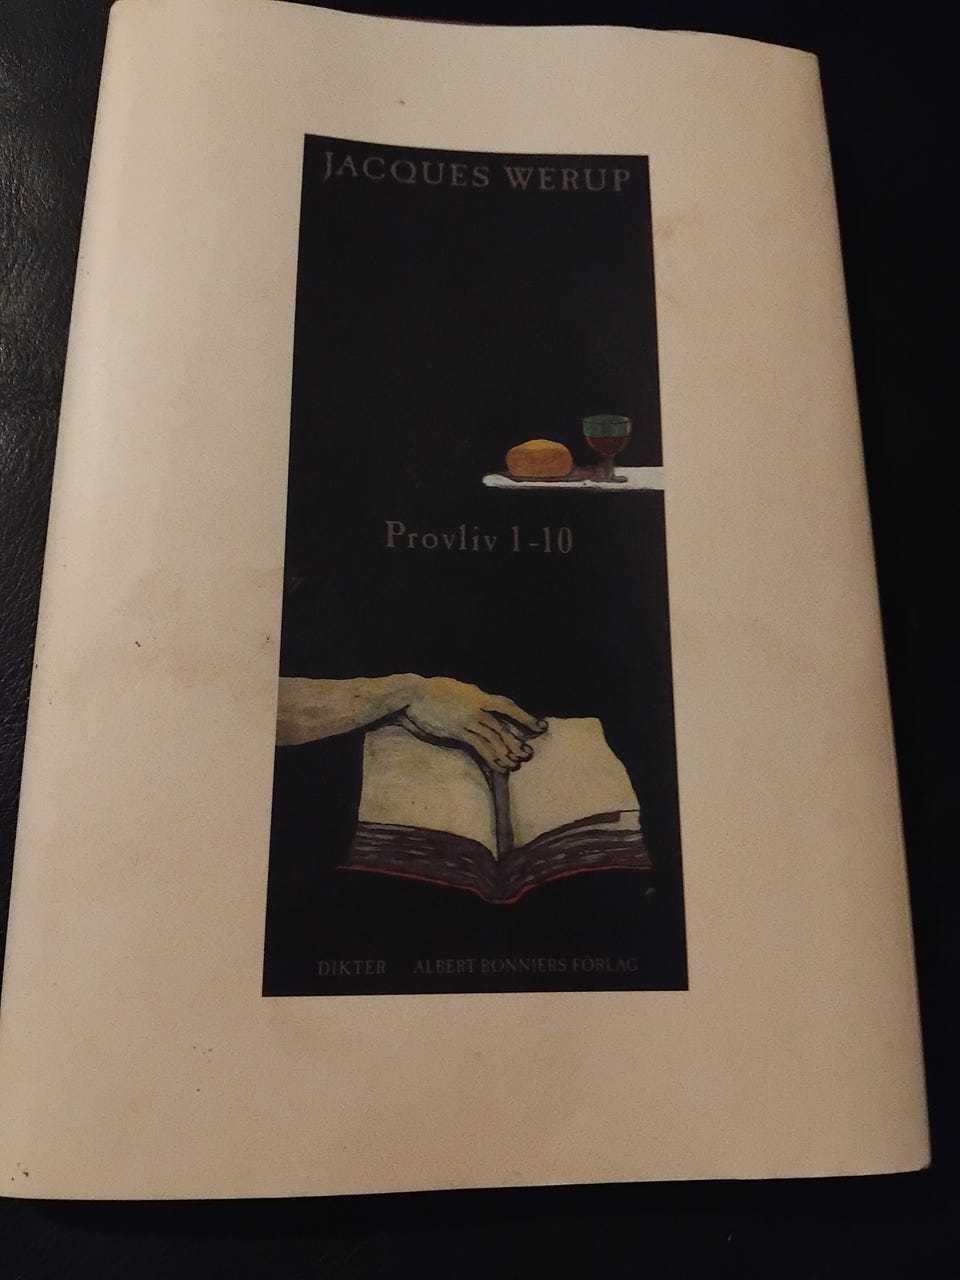 JACQUES WERUP
Provliv 1-10
DIKTER ALBERT BONNIERS FÖRLAG